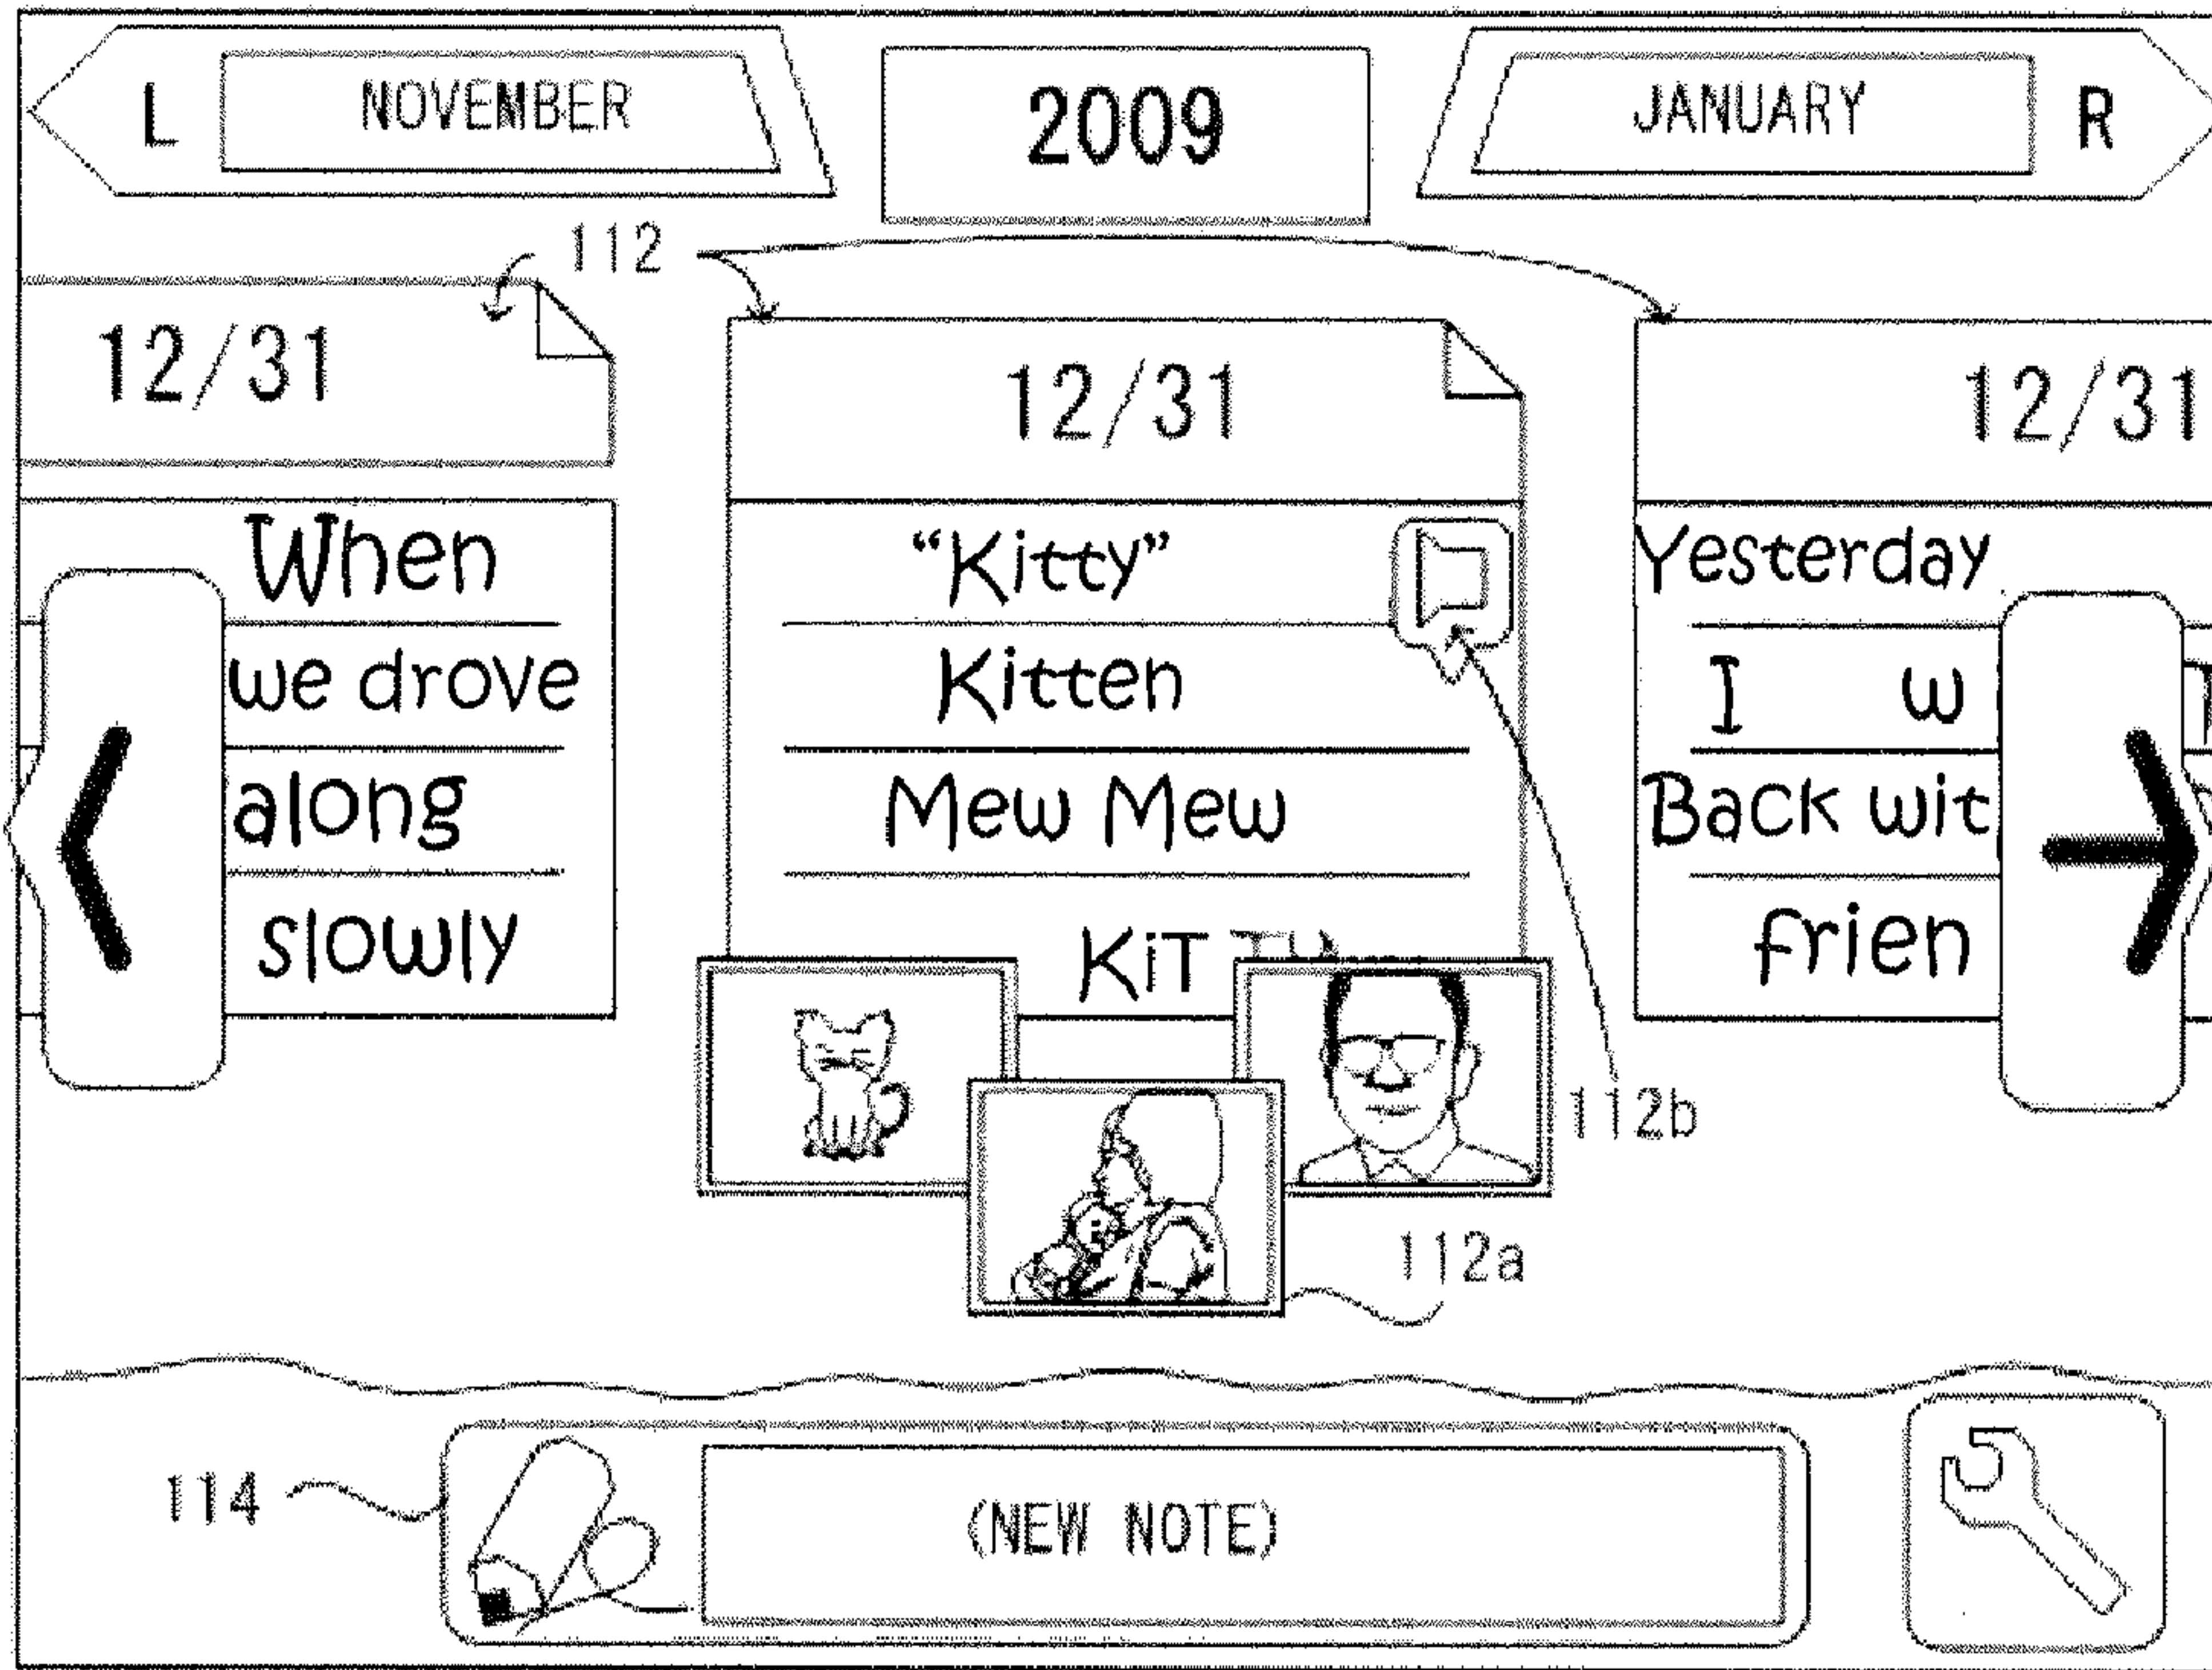 L NOVEMBER 2009 JANUARY R
112
12/31
12/31
12/31
When
we drove
along
slowly
“Kitty”
Kitten
Mew Mew
KiT
Yesterday
I w
Back wit
frien
112b
112a
114
(NEW NOTE)